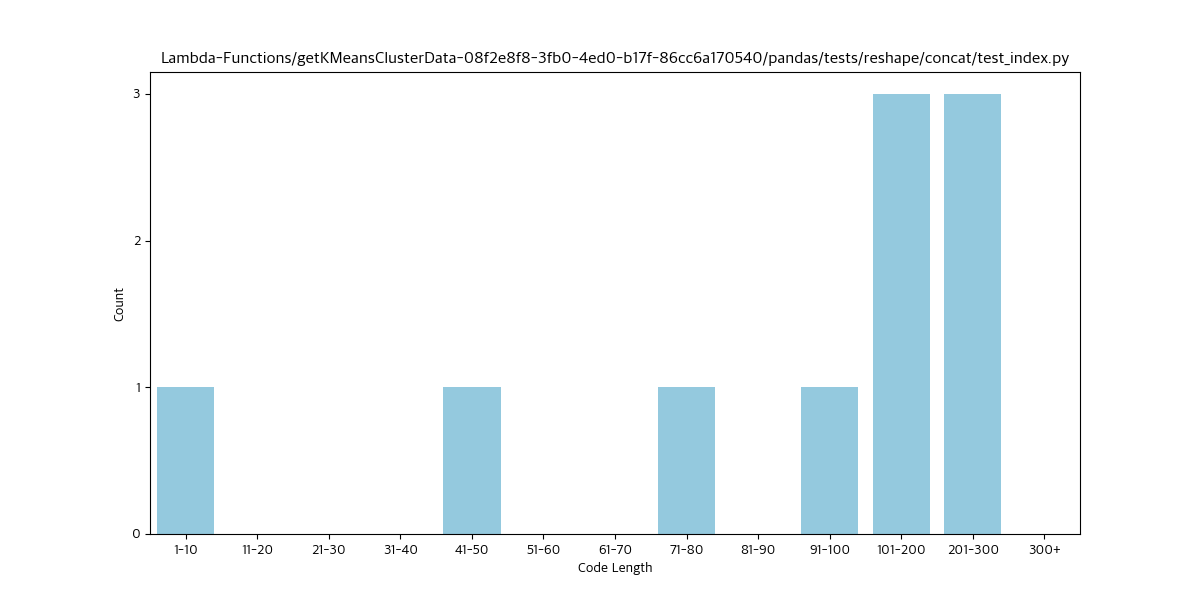 Lambda-Functions/getKMeansClusterData-08f2e8f8-3fb0-4ed0-b17f-86cc6a170540/pandas/tests/reshape/concat/test_index.py
3
2
1
0
Count
1-10 11-20 21-30 31-40 41-50 51-60 61-70 71-80 81-90 91-100 101-200 201-300 300+
Code Length